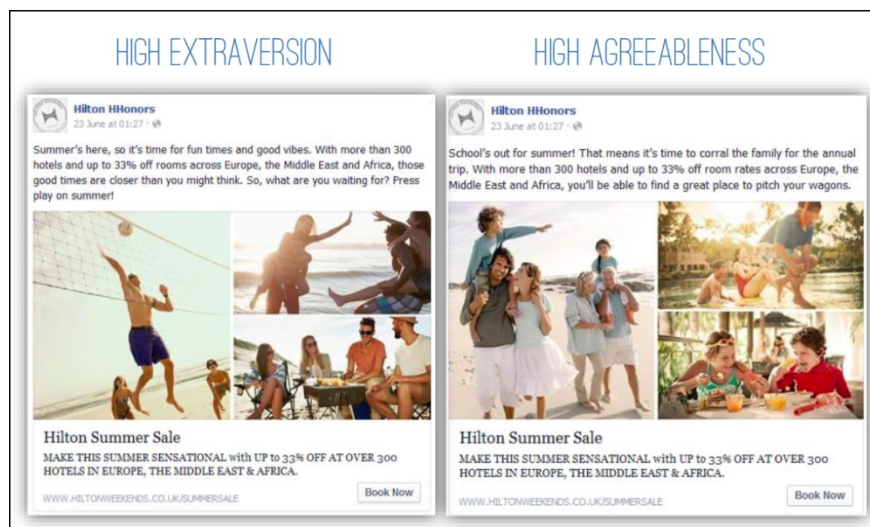 HIGH EXTRAVERSION
Hilton HHonors
23 June at 01:27 ·
Summer's here, so it's time for fun times and good vibes. With more than 300
hotels and up to 33% off rooms across Europe, the Middle East and Africa, those
good times are closer than you might think. So, what are you waiting for? Press
play on summer!
Hilton Summer Sale
MAKE THIS SUMMER SENSATIONAL with UP to 33% OFF AT OVER 300
HOTELS IN EUROPE, THE MIDDLE EAST & AFRICA.
WWW.HILTONWEEKENDS.CO.UK/SUMMERSALE
Book Now
HIGH AGREEABLENESS
Hilton HHonors
23 June at 01:27 ·
School's out for summer! That means it's time to corral the family for the annual
trip. With more than 300 hotels and up to 33% off room rates across Europe, the
Middle East and Africa, you'll be able to find a great place to pitch your wagons.
Hilton Summer Sale
MAKE THIS SUMMER SENSATIONAL with UP to 33% OFF AT OVER 300
HOTELS IN EUROPE, THE MIDDLE EAST & AFRICA.
WWW.HILTONWEEKENDS.CO.UK/SUMMERSALE
Book Now